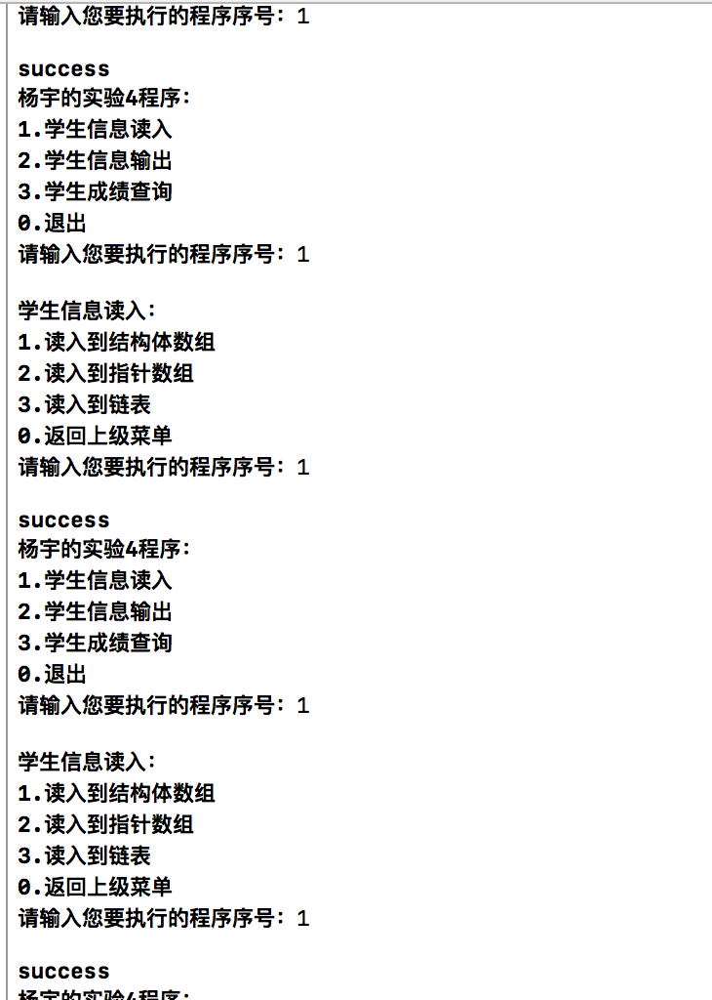 请输入您要执行的程序序号：1
success
杨宇的实验4程序：
1.学生信息读入
2.学生信息输出
3.学生成绩查询
0.退出
请输入您要执行的程序序号：1
学生信息读入：
1.读入到结构体数组
2.读入到指针数组
3.读入到链表
0.返回上级菜单
请输入您要执行的程序序号：1
success
杨宇的实验4程序：
1.学生信息读入
2.学生信息输出
3.学生成绩查询
0.退出
请输入您要执行的程序序号：1
学生信息读入：
1.读入到结构体数组
2.读入到指针数组
3.读入到链表
0.返回上级菜单
请输入您要执行的程序序号：1
success
杨宇的实验4程序：